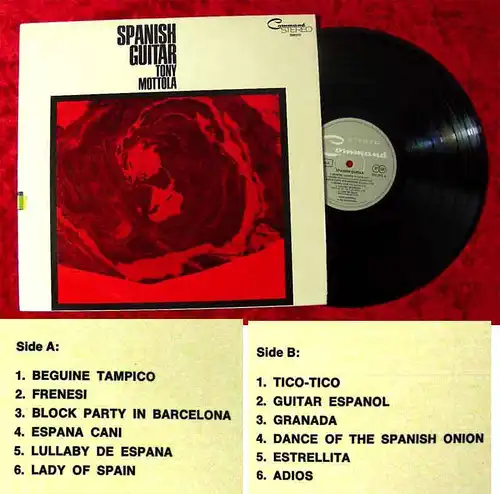 SPANISH
GUITAR
TONY
MOTTOLA
Command
STEREO
Command
Side A:
1. BEGUINE TAMPICO
2. FRENESI
3. BLOCK PARTY IN BARCELONA
4. ESPANA CANI
5. LULLABY DE ESPANA
6. LADY OF SPAIN
Side B:
1. TICO-TICO
2. GUITAR ESPANOL
3. GRANADA
4. DANCE OF THE SPANISH ONION
5. ESTRELLITA
6. ADIOS